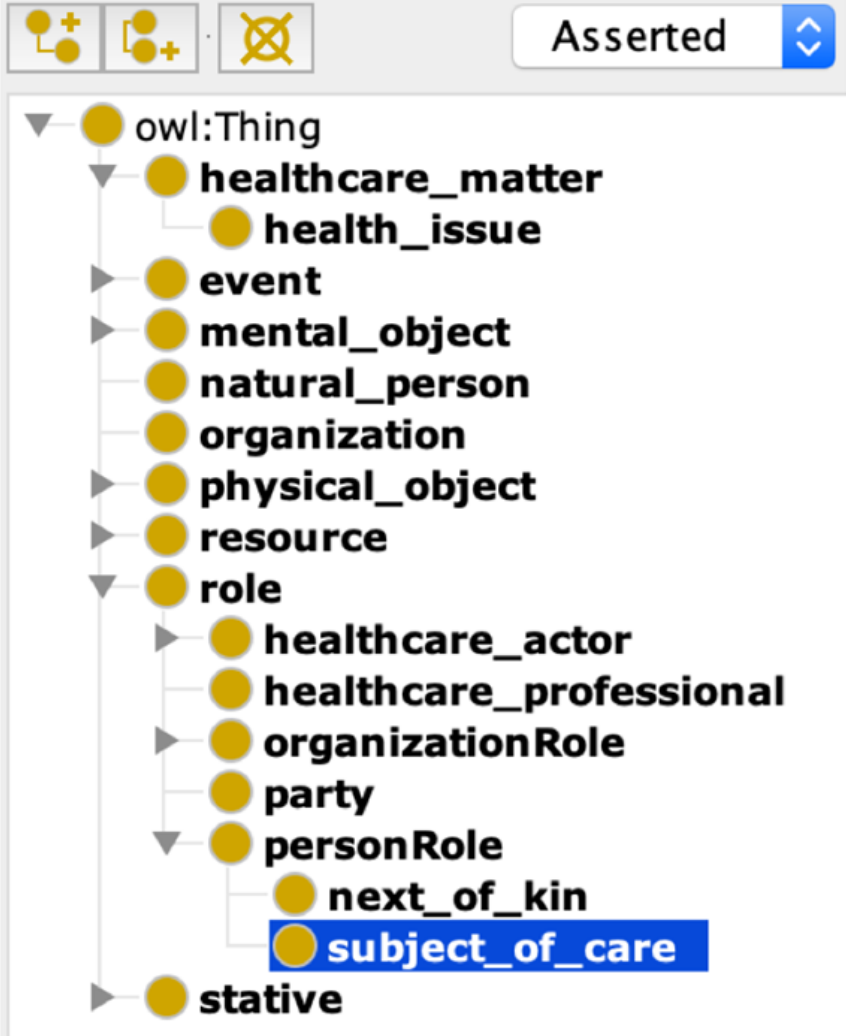 Asserted
owl:Thing
healthcare_matter
health_issue
event
mental_object
natural_person
organization
physical_object
resource
role
healthcare_actor
healthcare_professional
organizationRole
party
personRole
next_of_kin
subject_of_care
stative